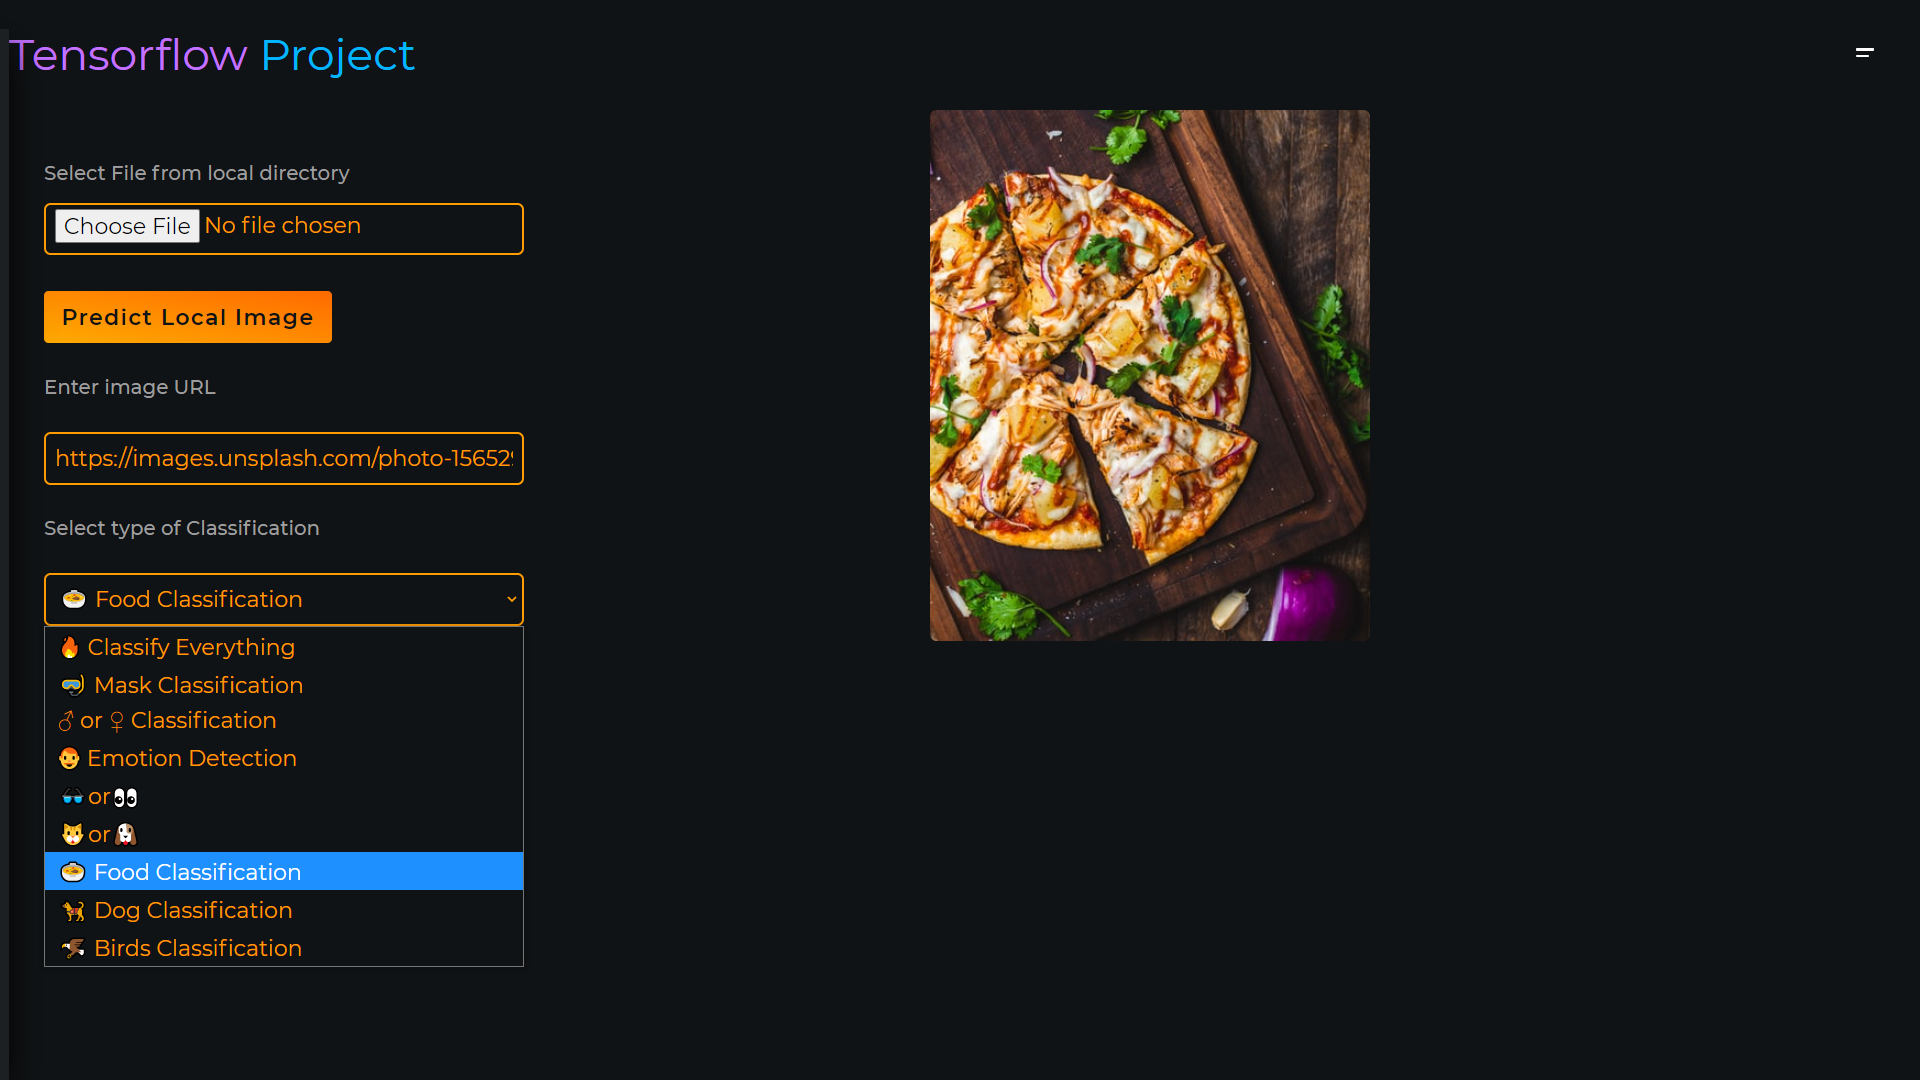 Tensorflow Project
Select File from local directory
Choose File No file chosen
Predict Local Image
Enter image URL
https://images.unsplash.com/photo-15652
Select type of Classification
🍲 Food Classification
🔥 Classify Everything
🤿 Mask Classification
♂ or ♀ Classification
👨 Emotion Detection
🕶 or 👀
🐱 or 🐶
🍲 Food Classification
🐕 Dog Classification
🦅 Birds Classification